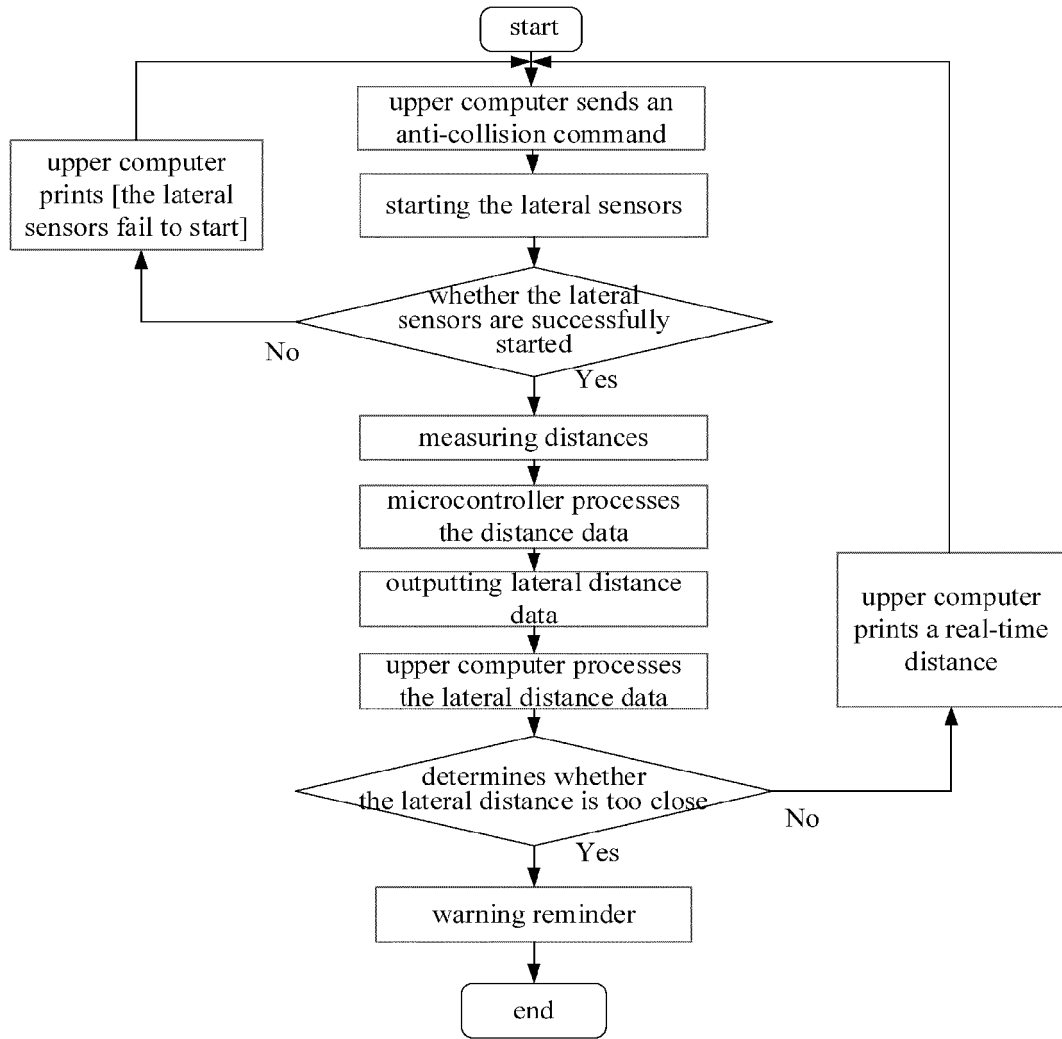 start
upper computer sends an
anti-collision command
upper computer
prints [the lateral
sensors fail to start]
starting the lateral sensors
whether the lateral
sensors are successfully
started
No
Yes
measuring distances
microcontroller processes
the distance data
outputting lateral distance
data
upper computer
prints a real-time
distance
upper computer processes
the lateral distance data
determines whether
the lateral distance is too close
No
Yes
warning reminder
end